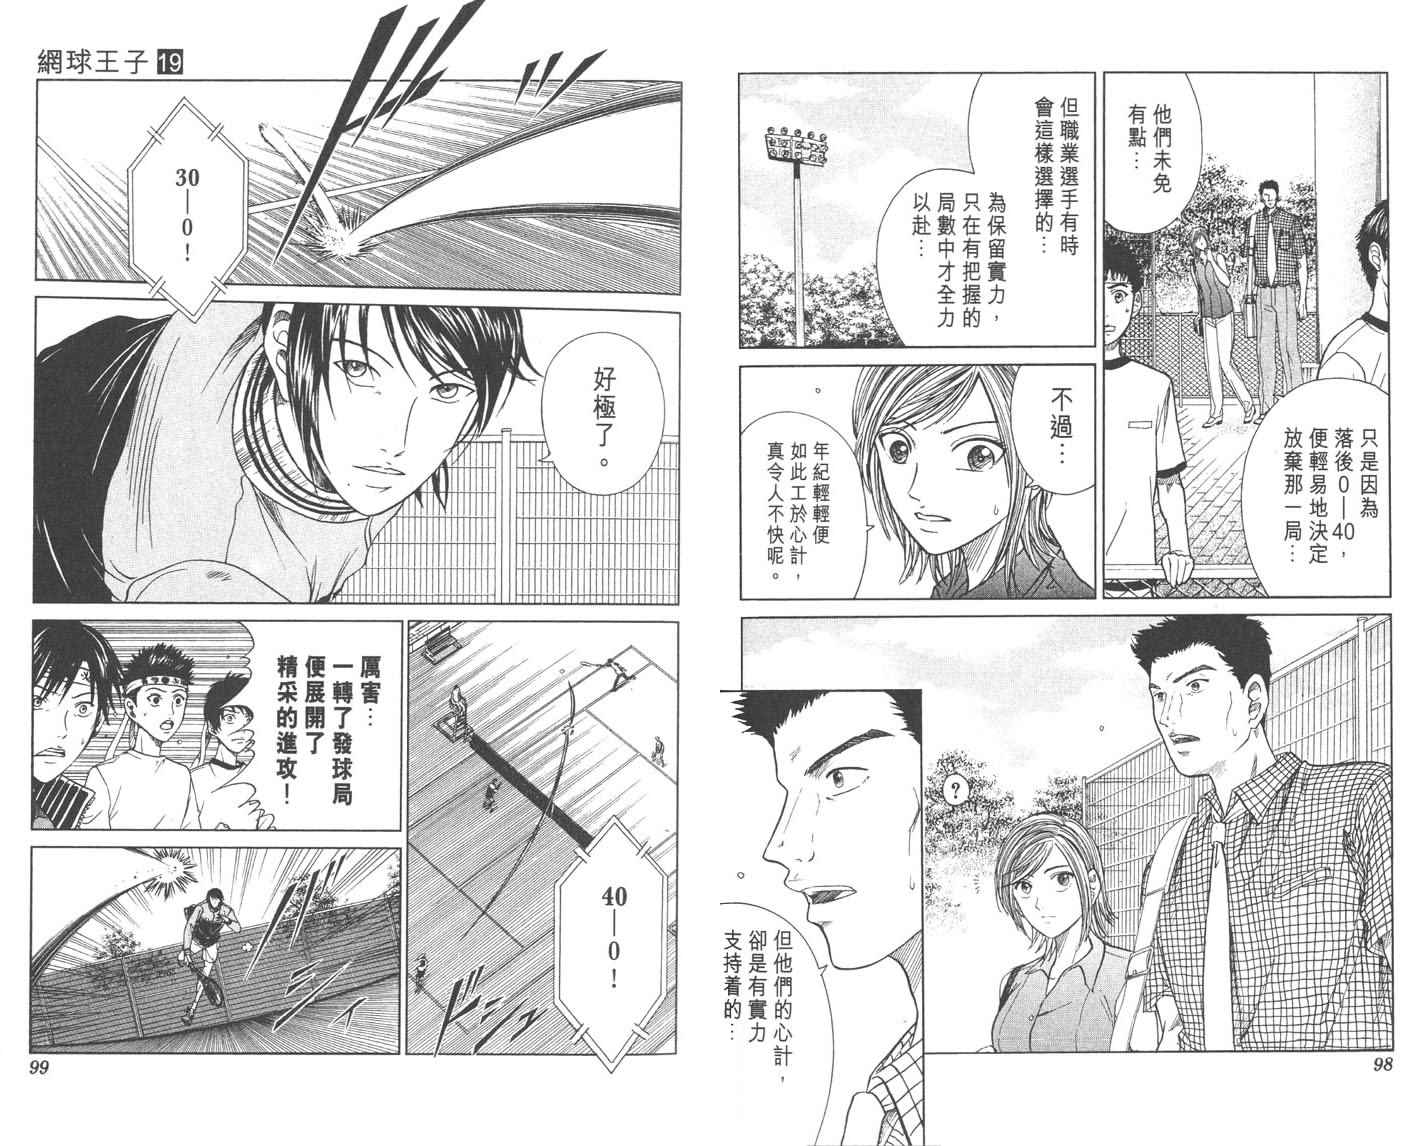 他們未免
有點…
只是因為
落後0—40，
便輕易地決定
放棄那一局…
但職業選手有時
會這樣選擇的…
為保留實力，
只在有把握的
局數中才全力
以赴…
不過…
年紀輕輕便
如此工於心計，
真令人不快呢。
?
但他們的心計，
卻是有實力
支持着的…
98
網球王子 19
30—0！
好極了。
厲害…
一轉了發球局
便展開了
精采的進攻！
40—0！
99